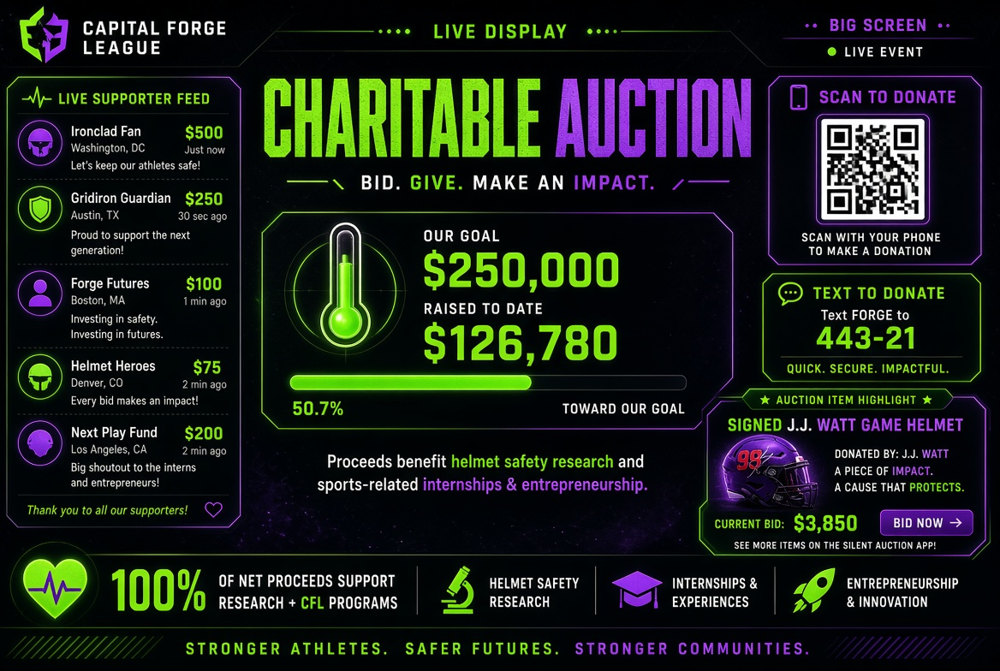 CAPITAL FORGE
LEAGUE
LIVE DISPLAY
BIG SCREEN
LIVE EVENT
LIVE SUPPORTER FEED
Ironclad Fan $500
Washington, DC Just now
Let's keep our athletes safe!
Gridiron Guardian $250
Austin, TX 30 sec ago
Proud to support the next
generation!
Forge Futures $100
Boston, MA 1 min ago
Investing in safety.
Investing in futures.
Helmet Heroes $75
Denver, CO 2 min ago
Every bid makes an impact!
Next Play Fund $200
Los Angeles, CA 2 min ago
Big shoutout to the interns
and entrepreneurs!
Thank you to all our supporters!
CHARITABLE AUCTION
BID. GIVE. MAKE AN IMPACT.
OUR GOAL
$250,000
RAISED TO DATE
$126,780
50.7% TOWARD OUR GOAL
Proceeds benefit helmet safety research and
sports-related internships & entrepreneurship.
SCAN TO DONATE
SCAN WITH YOUR PHONE
TO MAKE A DONATION
TEXT TO DONATE
Text FORGE to
443-21
QUICK. SECURE. IMPACTFUL.
AUCTION ITEM HIGHLIGHT
SIGNED J.J. WATT GAME HELMET
99
DONATED BY: J.J. WATT
A PIECE OF IMPACT.
A CAUSE THAT PROTECTS.
CURRENT BID: $3,850 BID NOW →
SEE MORE ITEMS ON THE SILENT AUCTION APP!
100% OF NET PROCEEDS SUPPORT
RESEARCH + CFL PROGRAMS
HELMET SAFETY
RESEARCH
INTERNSHIPS &
EXPERIENCES
ENTREPRENEURSHIP
& INNOVATION
STRONGER ATHLETES. SAFER FUTURES. STRONGER COMMUNITIES.